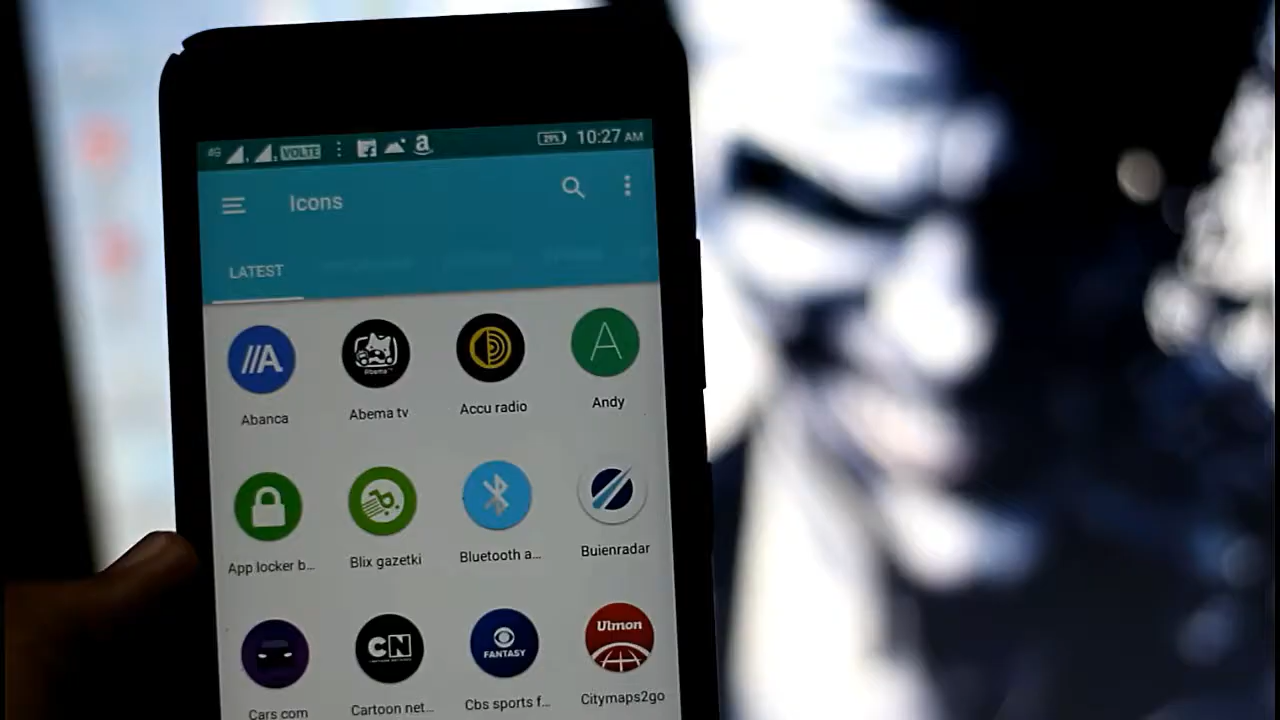 4G VOLTE 29% 10:27 AM
Icons
LATEST
Abanca
Abema tv
Accu radio
Andy
App locker b...
Blix gazetki
Bluetooth a...
Buienradar
CN
FANTASY
Ulmon
Cars com
Cartoon net...
Cbs sports f...
Citymaps2go